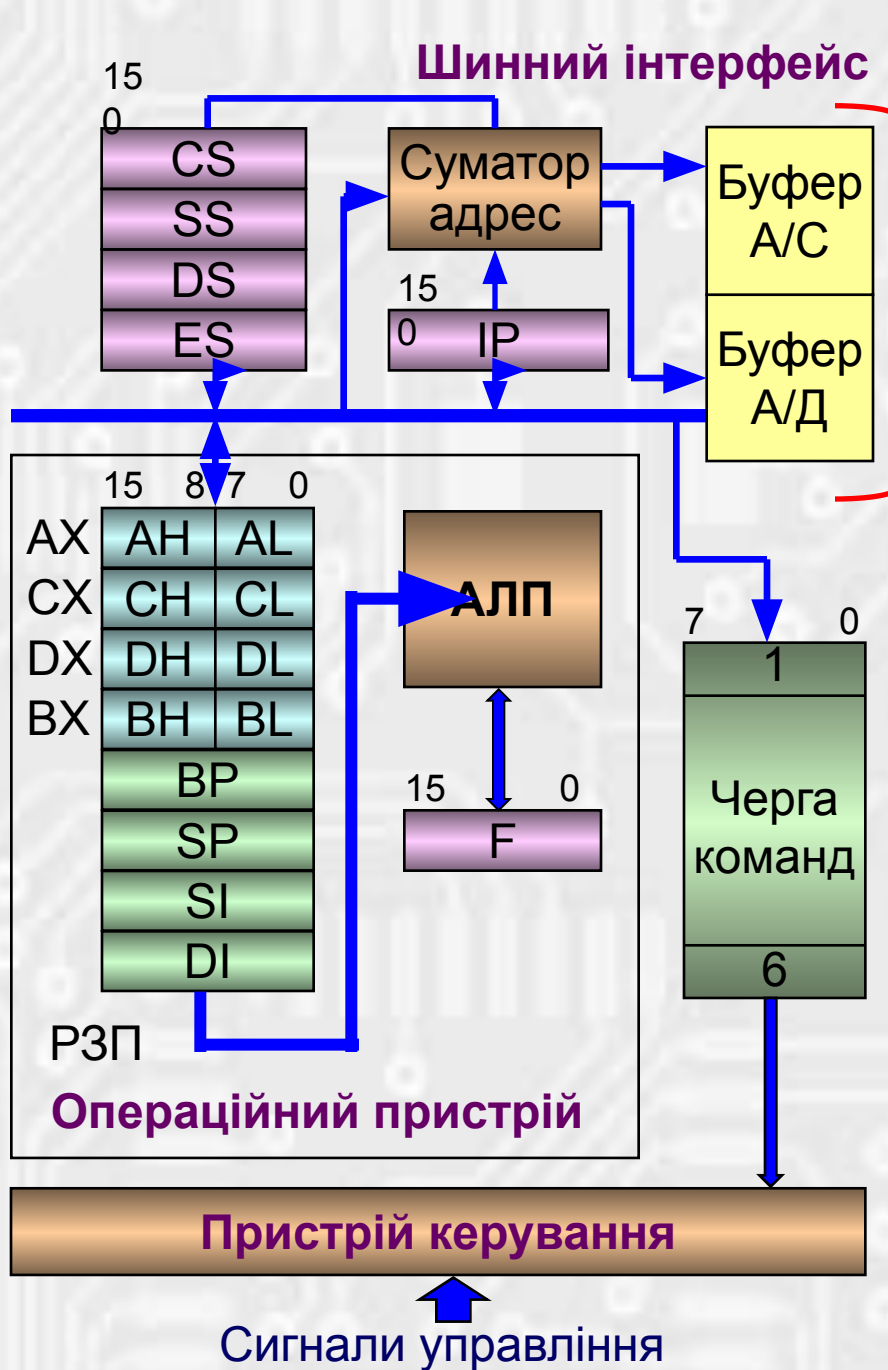 Шинний інтерфейс
15
0
CS
SS
DS
ES
Суматор
адрес
15
0
IP
Буфер
А/С
Буфер
А/Д
15 8 7 0
AX AH AL
CX CH CL
DX DH DL
BX BH BL
BP
SP
SI
DI
РЗП
АЛП
15 0
F
Операційний пристрій
7 0
1
Черга
команд
6
Пристрій керування
Сигнали управління